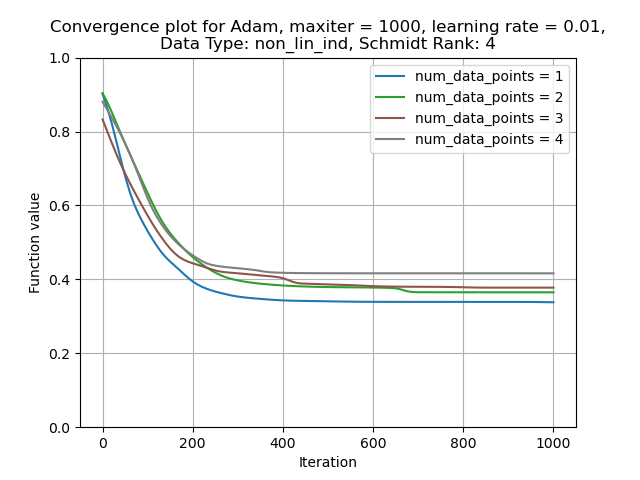 Convergence plot for Adam, maxiter = 1000, learning rate = 0.01,
Data Type: non_lin_ind, Schmidt Rank: 4
num_data_points = 1
num_data_points = 2
num_data_points = 3
num_data_points = 4
Function value
1.0
0.8
0.6
0.4
0.2
0.0
0
200
400
600
800
1000
Iteration